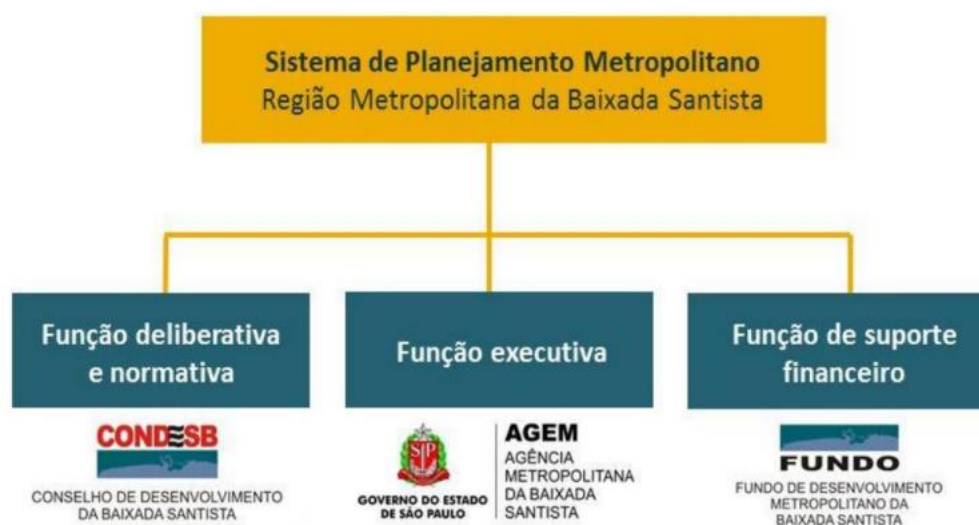 Sistema de Planejamento Metropolitano
Região Metropolitana da Baixada Santista
Função deliberativa
e normativa
CONDESB
CONSELHO DE DESENVOLVIMENTO
DA BAIXADA SANTISTA
Função executiva
SP
GOVERNO DO ESTADO
DE SÃO PAULO
AGEM
AGÊNCIA
METROPOLITANA
DA BAIXADA
SANTISTA
Função de suporte
financeiro
FUNDO
FUNDO DE DESENVOLVIMENTO
METROPOLITANO DA
BAIXADA SANTISTA